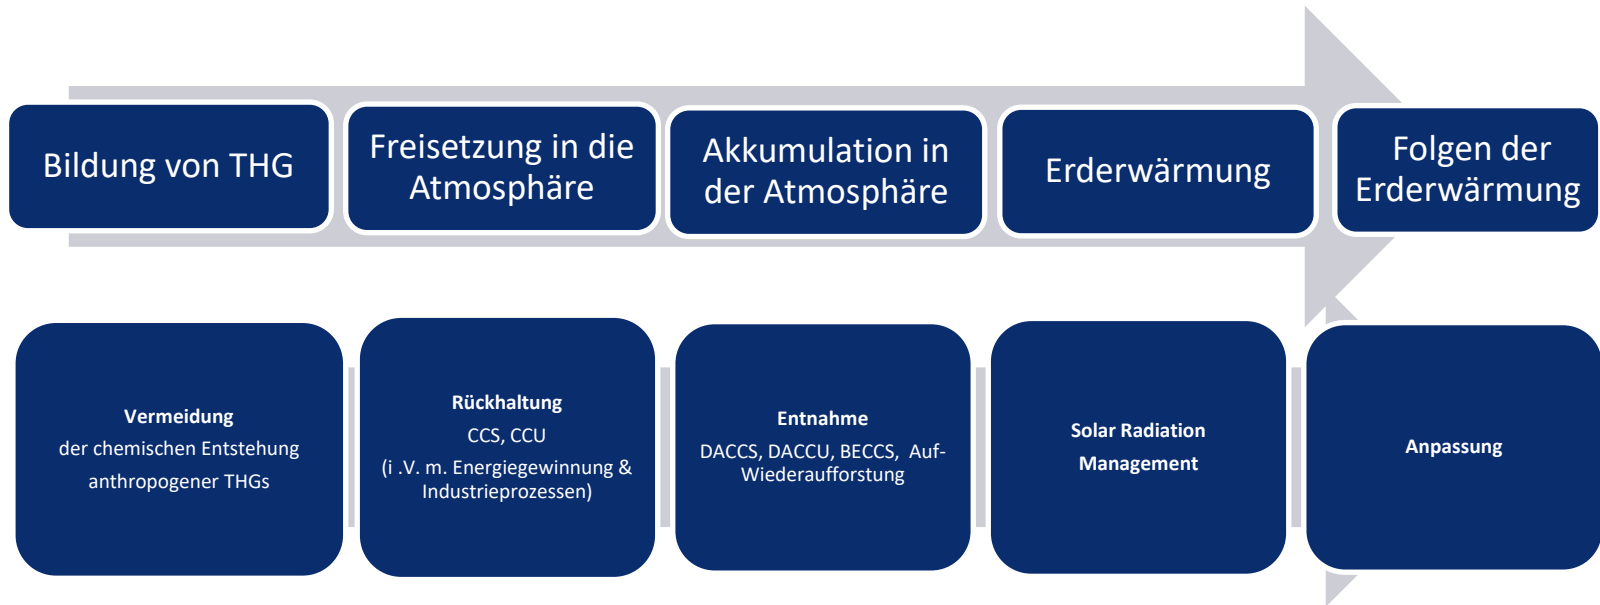 Bildung von THG
Freisetzung in die
Atmosphäre
Akkumulation in
der Atmosphäre
Erderwärmung
Folgen der
Erderwärmung
Vermeidung
der chemischen Entstehung
anthropogener THGs
Rückhaltung
CCS, CCU
(i .V. m. Energiegewinnung &
Industrieprozessen)
Entnahme
DACCS, DACCU, BECCS, Auf-
Wiederaufforstung
Solar Radiation
Management
Anpassung